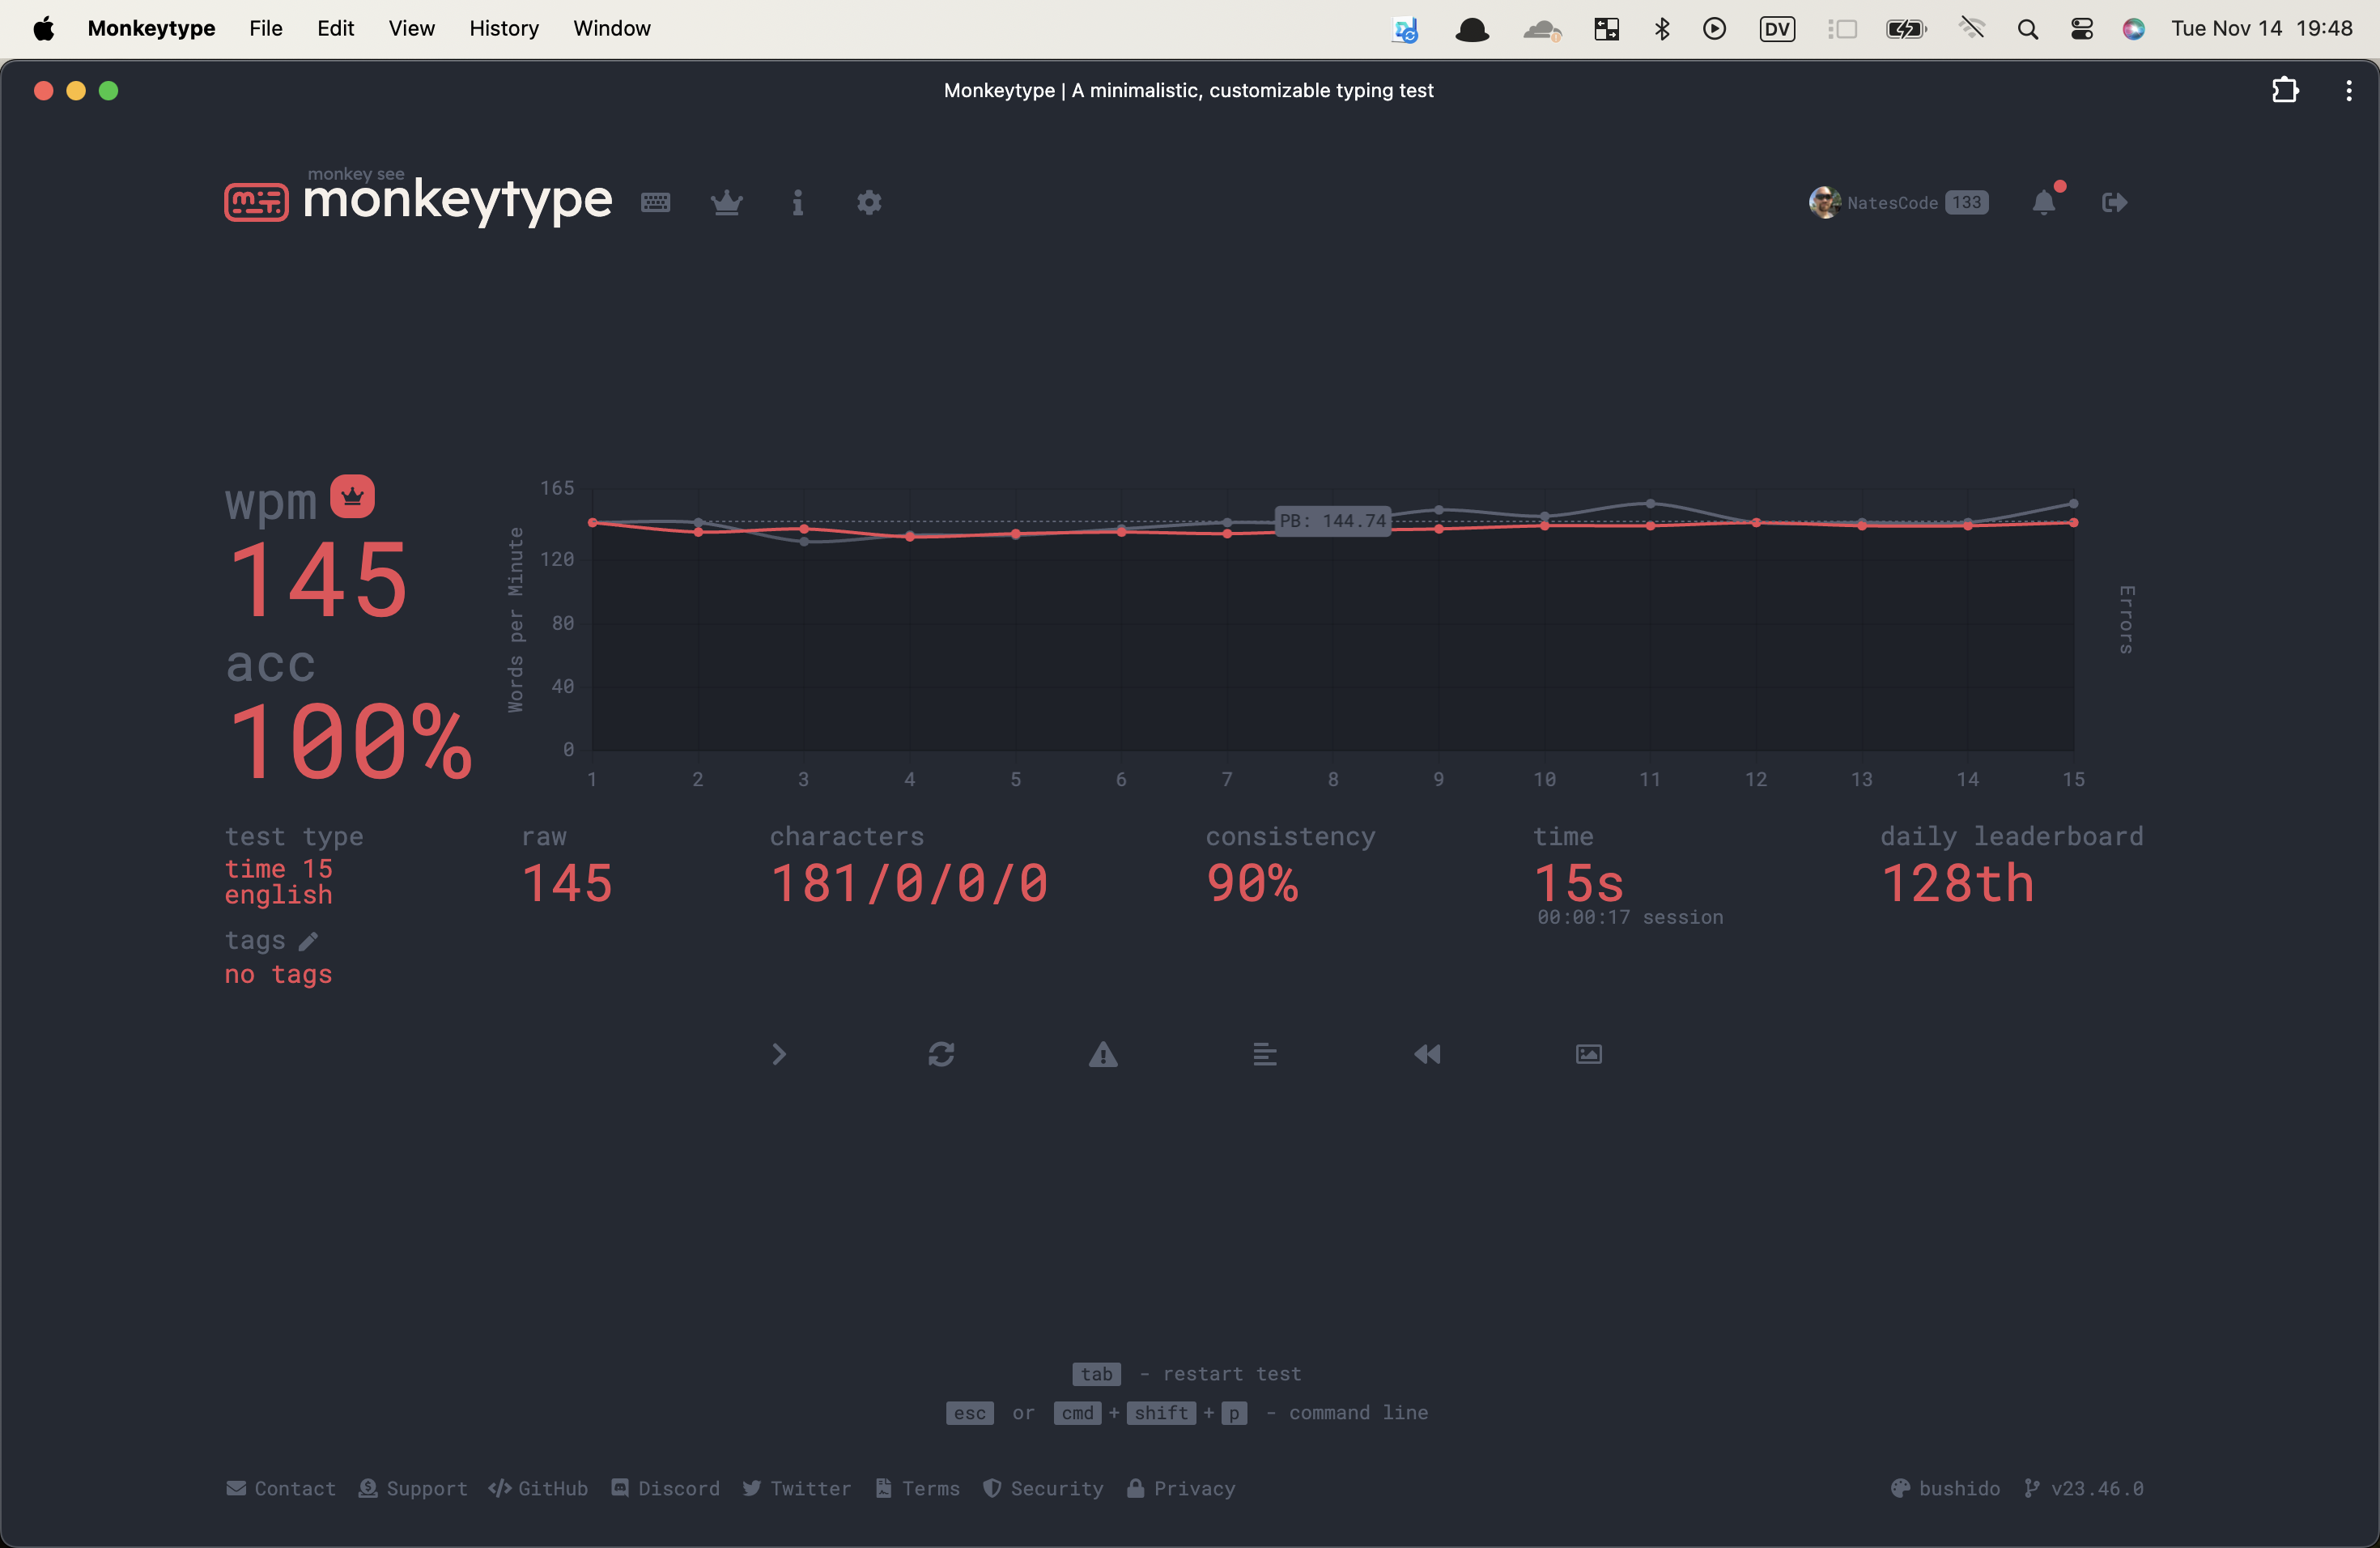 Monkeytype File Edit View History Window DV Tue Nov 14 19:48
Monkeytype | A minimalistic, customizable typing test
monkey see
monkeytype
NatesCode 133
wpm
145
acc
100%
165
120
80
40
0
Words per Minute
PB: 144.74
Errors
1 2 3 4 5 6 7 8 9 10 11 12 13 14 15
test type
time 15
english
raw
145
characters
181/0/0/0
consistency
90%
time
15s
00:00:17 session
daily leaderboard
128th
tags
no tags
tab - restart test
esc or cmd + shift + p - command line
Contact Support GitHub Discord Twitter Terms Security Privacy bushido v23.46.0